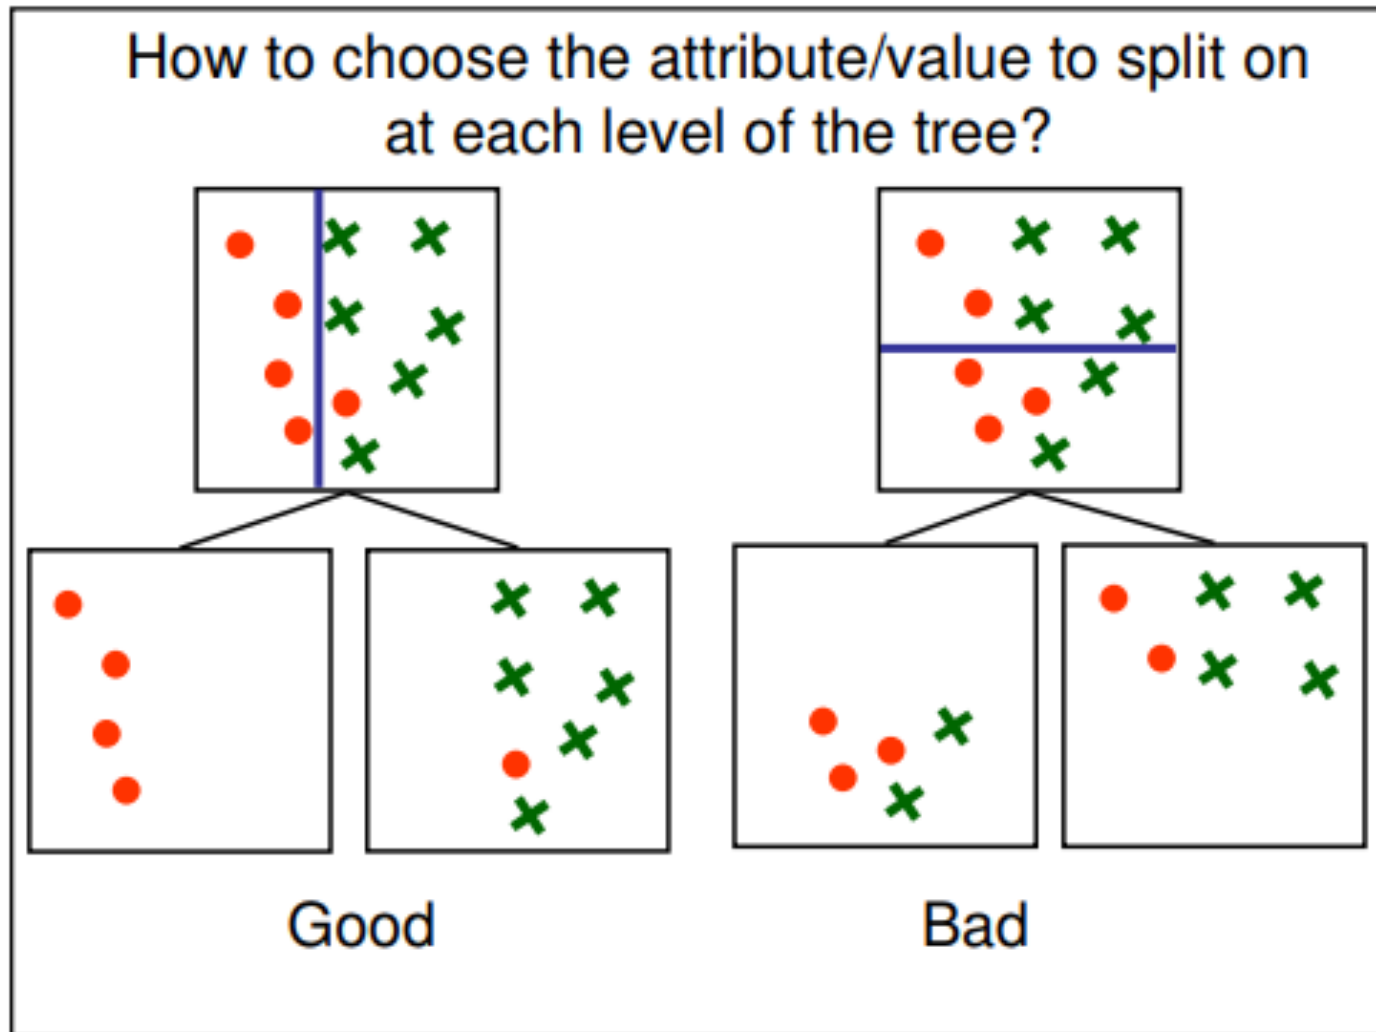 How to choose the attribute/value to split on
at each level of the tree?
Good
Bad